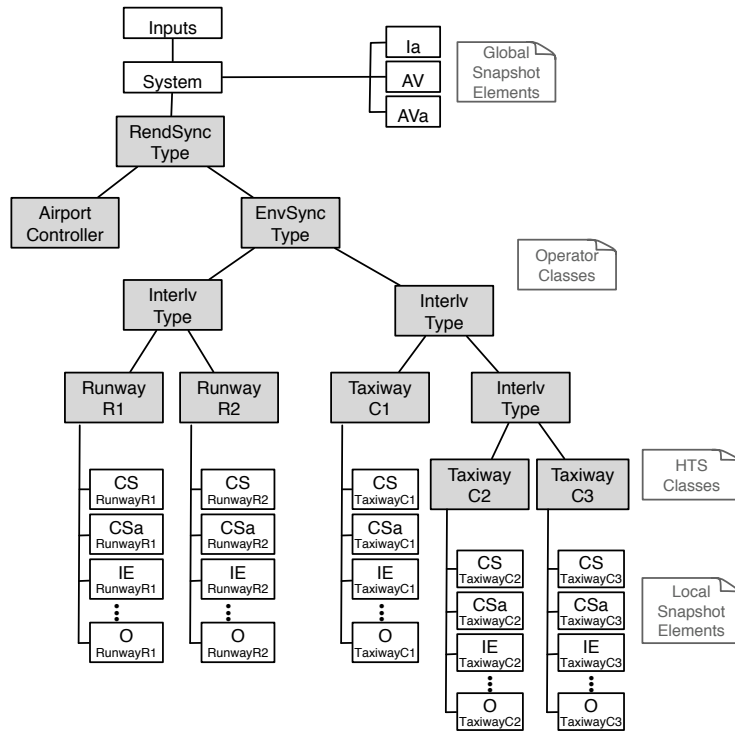 Inputs
System
Ia
AV
AVa
Global
Snapshot
Elements
RendSync
Type
Airport
Controller
EnvSync
Type
Operator
Classes
Interlv
Type
Interlv
Type
Runway
R1
Runway
R2
Taxiway
C1
Interlv
Type
Taxiway
C2
Taxiway
C3
HTS
Classes
CS
RunwayR1
CSa
RunwayR1
IE
RunwayR1
O
RunwayR1
CS
RunwayR2
CSa
RunwayR2
IE
RunwayR2
O
RunwayR2
CS
TaxiwayC1
CSa
TaxiwayC1
IE
TaxiwayC1
O
TaxiwayC1
CS
TaxiwayC2
CSa
TaxiwayC2
IE
TaxiwayC2
O
TaxiwayC2
CS
TaxiwayC3
CSa
TaxiwayC3
IE
TaxiwayC3
O
TaxiwayC3
Local
Snapshot
Elements